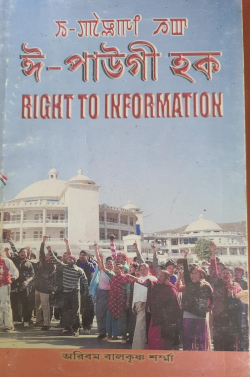 ঈ-পাউগী হক
RIGHT TO INFORMATION
অরিবম বালকৃষ্ণ শর্ম্মা